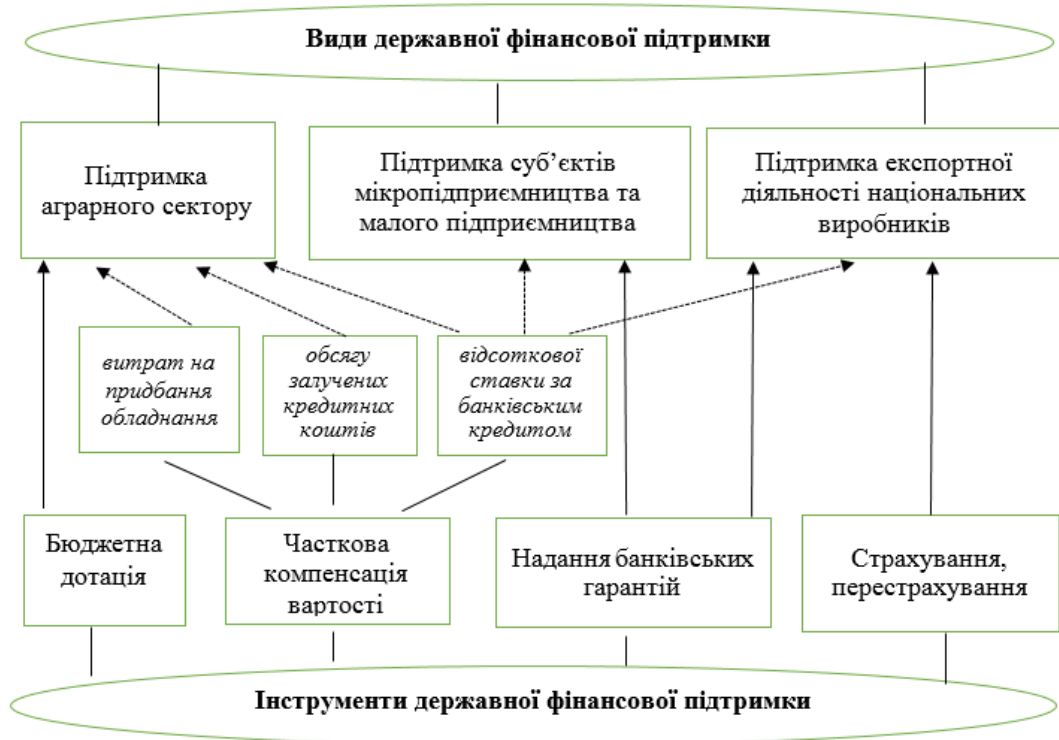 Види державної фінансової підтримки
Підтримка
аграрного сектору
Підтримка суб’єктів
мікропідприємництва та
малого підприємництва
Підтримка експортної
діяльності національних
виробників
витрат на
придбання
обладнання
обсягу
залучених
кредитних
коштів
відсоткової
ставки за
банківським
кредитом
Бюджетна
дотація
Часткова
компенсація
вартості
Надання банківських
гарантій
Страхування,
перестрахування
Інструменти державної фінансової підтримки